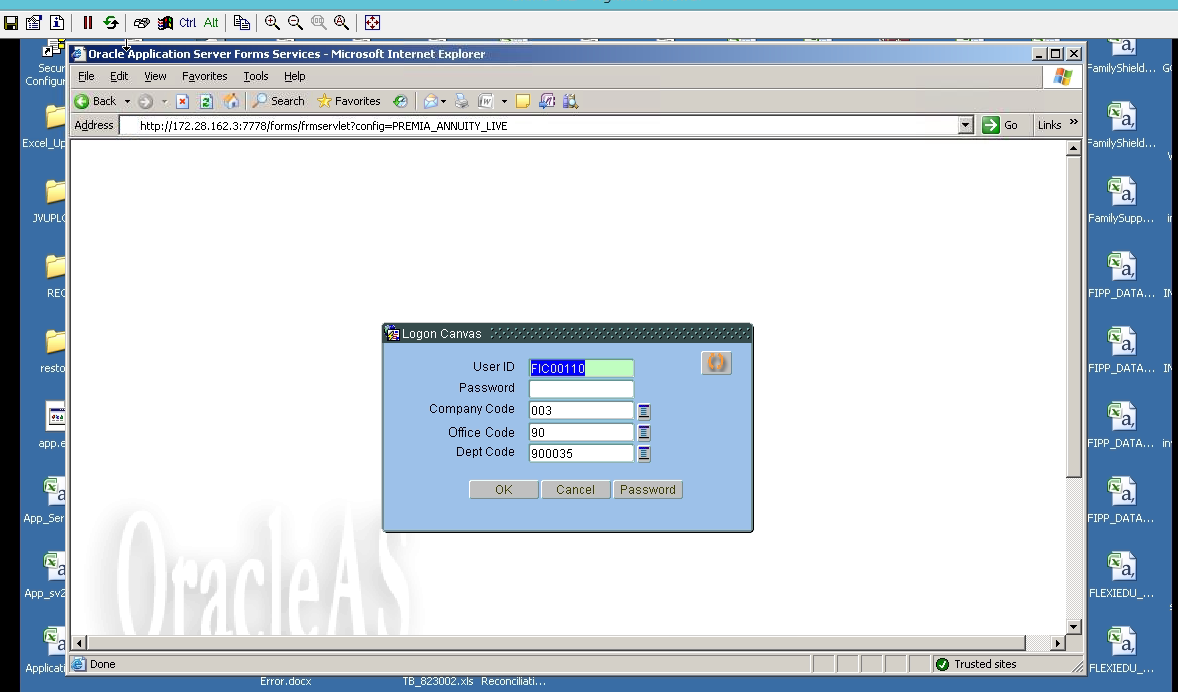 Ctrl Alt
Oracle Application Server Forms Services - Microsoft Internet Explorer
File Edit View Favorites Tools Help
Back Search Favorites
Address http://172.28.162.3:7778/forms/frmservlet?config=PREMIA_ANNUITY_LIVE Go Links »
Logon Canvas
User ID FIC00110
Password
Company Code 003
Office Code 90
Dept Code 900035
OK Cancel Password
OracleAS
Done Trusted sites
Secur
Configur
Excel_Up
JVUPLO
REC
resto
app.e
App_Ser
App_sv2
Applicati
Error.docx TB_823002.xls Reconciliati...
FamilyShield...
FamilyShield...
FamilySupp...
FIPP_DATA...
FIPP_DATA...
FIPP_DATA...
FIPP_DATA...
FLEXIEDU_...
FLEXIEDU_...